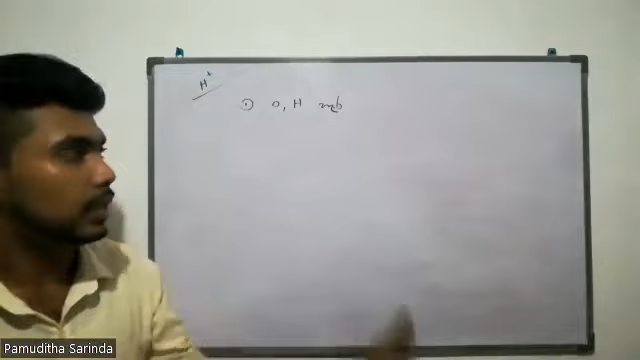 H⁺
① O, H
Pamuditha Sarinda